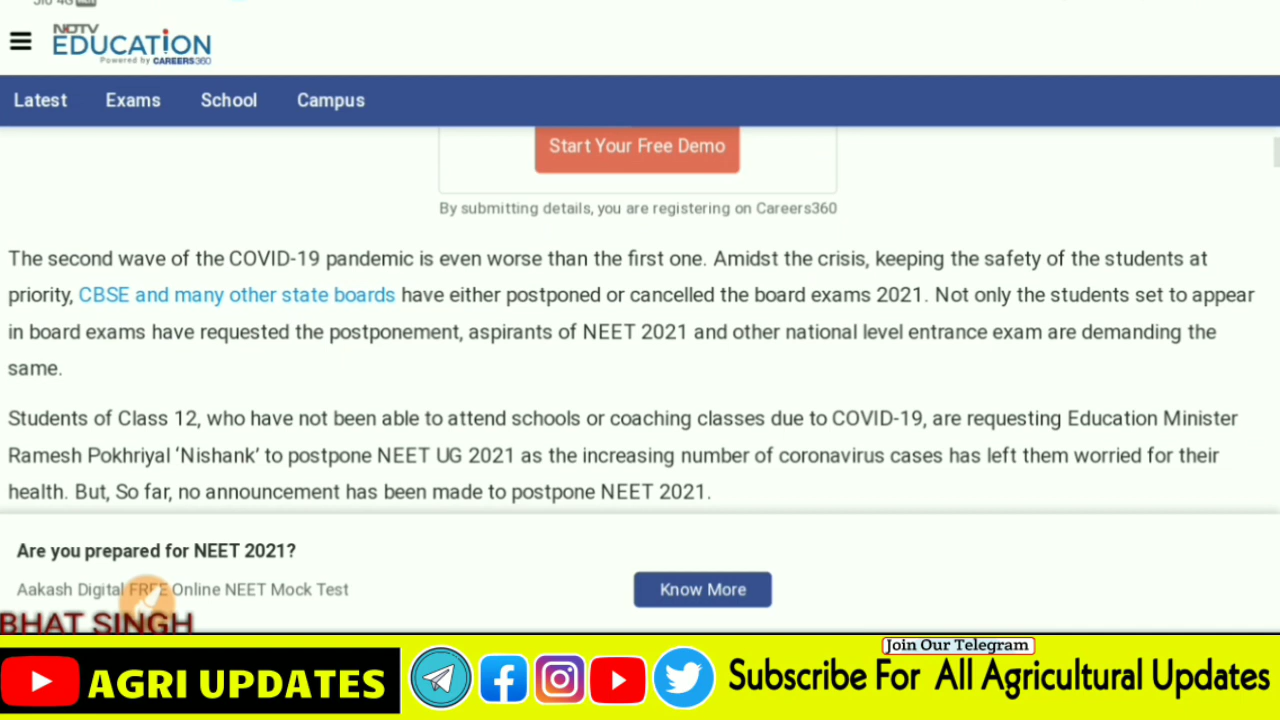 NDTV
EDUCATION
Powered by CAREERS360
Latest Exams School Campus
Start Your Free Demo
By submitting details, you are registering on Careers360
The second wave of the COVID-19 pandemic is even worse than the first one. Amidst the crisis, keeping the safety of the students at
priority, CBSE and many other state boards have either postponed or cancelled the board exams 2021. Not only the students set to appear
in board exams have requested the postponement, aspirants of NEET 2021 and other national level entrance exam are demanding the
same.
Students of Class 12, who have not been able to attend schools or coaching classes due to COVID-19, are requesting Education Minister
Ramesh Pokhriyal ‘Nishank’ to postpone NEET UG 2021 as the increasing number of coronavirus cases has left them worried for their
health. But, So far, no announcement has been made to postpone NEET 2021.
Are you prepared for NEET 2021?
Aakash Digital FREE Online NEET Mock Test
Know More
BHAT SINGH
Join Our Telegram
AGRI UPDATES
Subscribe For All Agricultural Updates